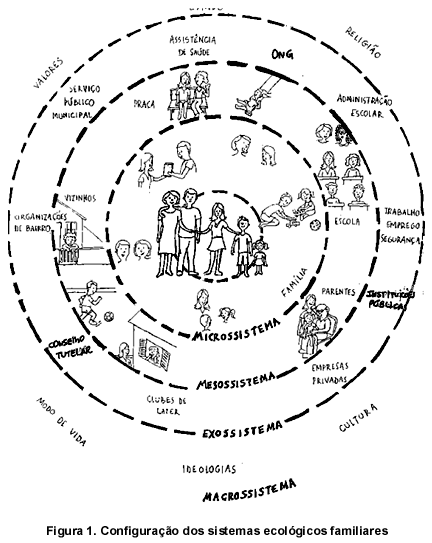 RELIGIÃO
VALORES
ASSISTÊNCIA
DE SAÚDE
ONG
SERVIÇO
PÚBLICO
MUNICIPAL
PRAÇA
ADMINISTRAÇÃO
ESCOLAR
VIZINHOS
ORGANIZAÇÕES
DE BAIRRO
ESCOLA
TRABALHO
EMPREGO
SEGURANÇA
FAMÍLIA
PARENTES
INSTITUIÇÕES
PÚBLICAS
MICROSSISTEMA
CONSELHO
TUTELAR
EMPRESAS
PRIVADAS
MESOSSISTEMA
CLUBES DE
LAZER
MODO DE VIDA
CULTURA
EXOSSISTEMA
IDEOLOGIAS
MACROSSISTEMA
Figura 1. Configuração dos sistemas ecológicos familiares